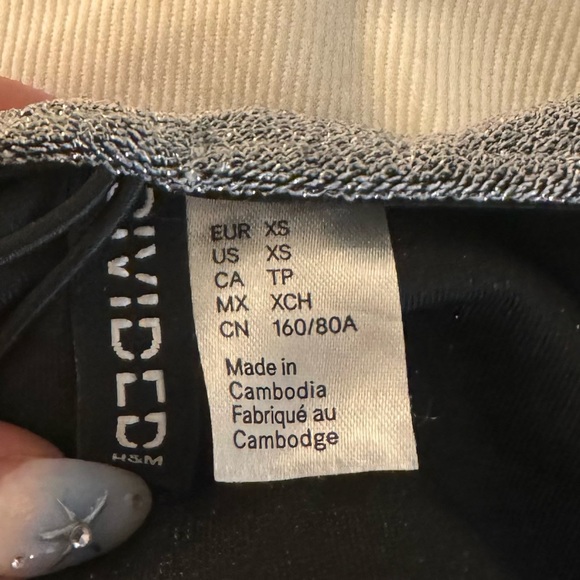 DIVIDED
H&M
EUR XS
US XS
CA TP
MX XCH
CN 160/80A
Made in
Cambodia
Fabriqué au
Cambodge